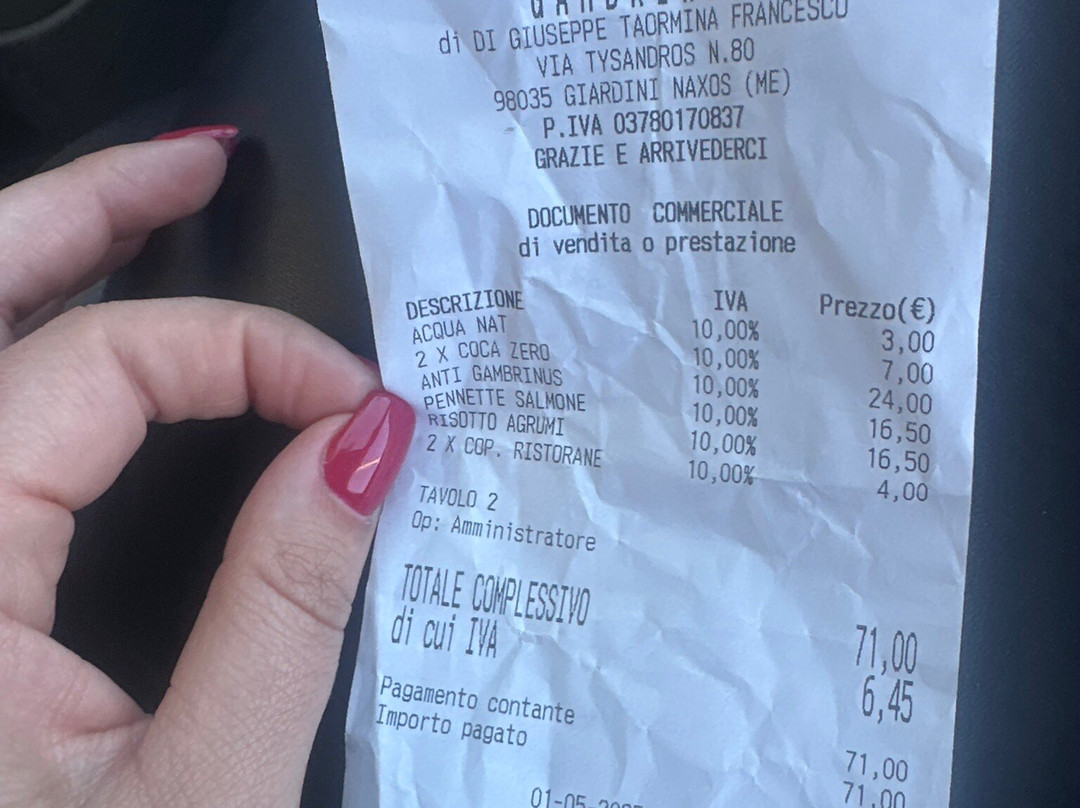 di DI GIUSEPPE TAORMINA FRANCESCO
VIA TYSANDROS N.80
98035 GIARDINI NAXOS (ME)
P.IVA 03780170837
GRAZIE E ARRIVEDERCI
DOCUMENTO COMMERCIALE
di vendita o prestazione
DESCRIZIONE IVA Prezzo(€)
ACQUA NAT 10,00% 3,00
2 X COCA ZERO 10,00% 7,00
ANTI GAMBRINUS 10,00% 24,00
PENNETTE SALMONE 10,00% 16,50
RISOTTO AGRUMI 10,00% 16,50
2 X COP. RISTORANE 10,00% 4,00
TAVOLO 2
Op: Amministratore
TOTALE COMPLESSIVO 71,00
di cui IVA 6,45
Pagamento contante 71,00
Importo pagato 71,00